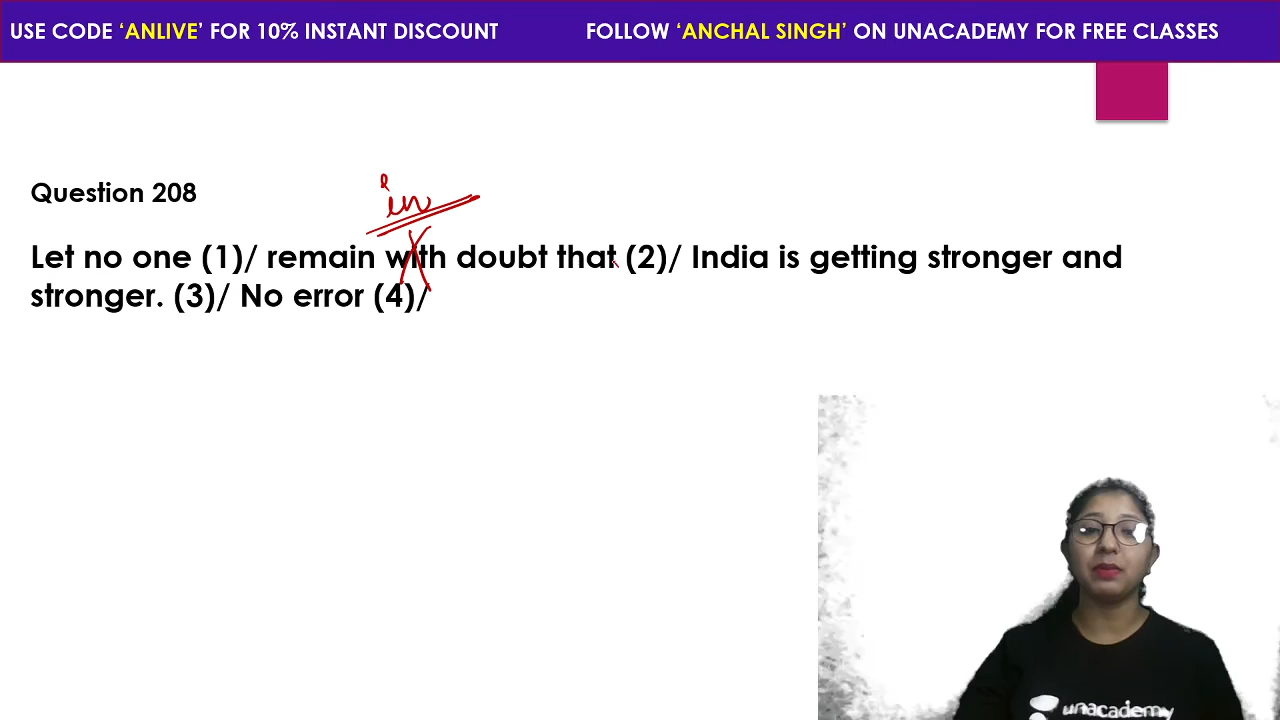 USE CODE ‘ANLIVE’ FOR 10% INSTANT DISCOUNT FOLLOW ‘ANCHAL SINGH’ ON UNACADEMY FOR FREE CLASSES
Question 208
in
Let no one (1)/ remain with doubt that (2)/ India is getting stronger and
stronger. (3)/ No error (4)/
unacademy